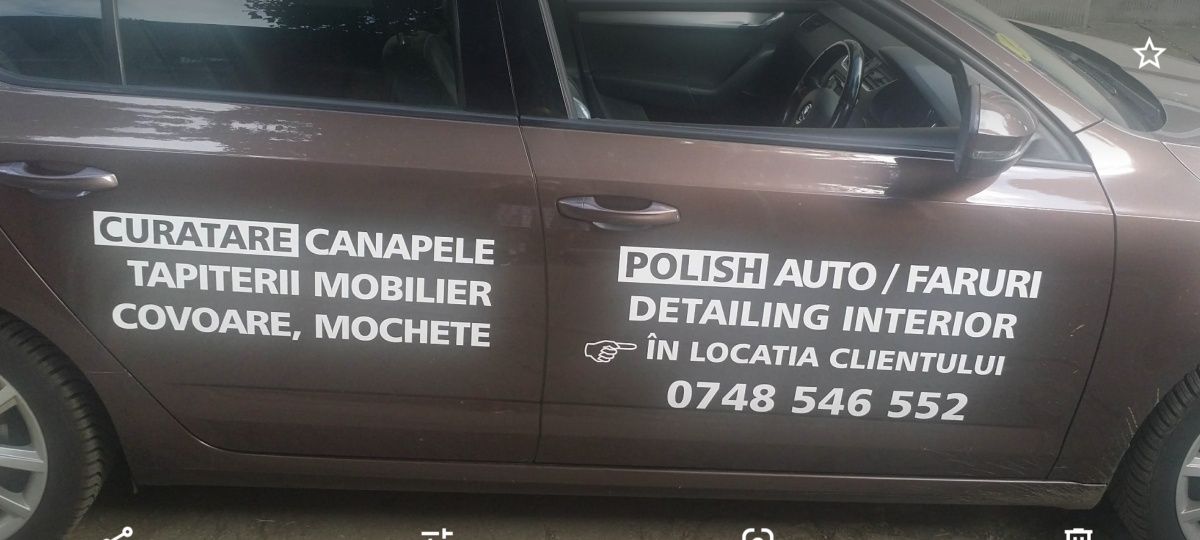 CURATARE CANAPELE
TAPITERII MOBILIER
COVOARE, MOCHETE
POLISH AUTO / FARURI
DETAILING INTERIOR
ÎN LOCATIA CLIENTULUI
0748 546 552